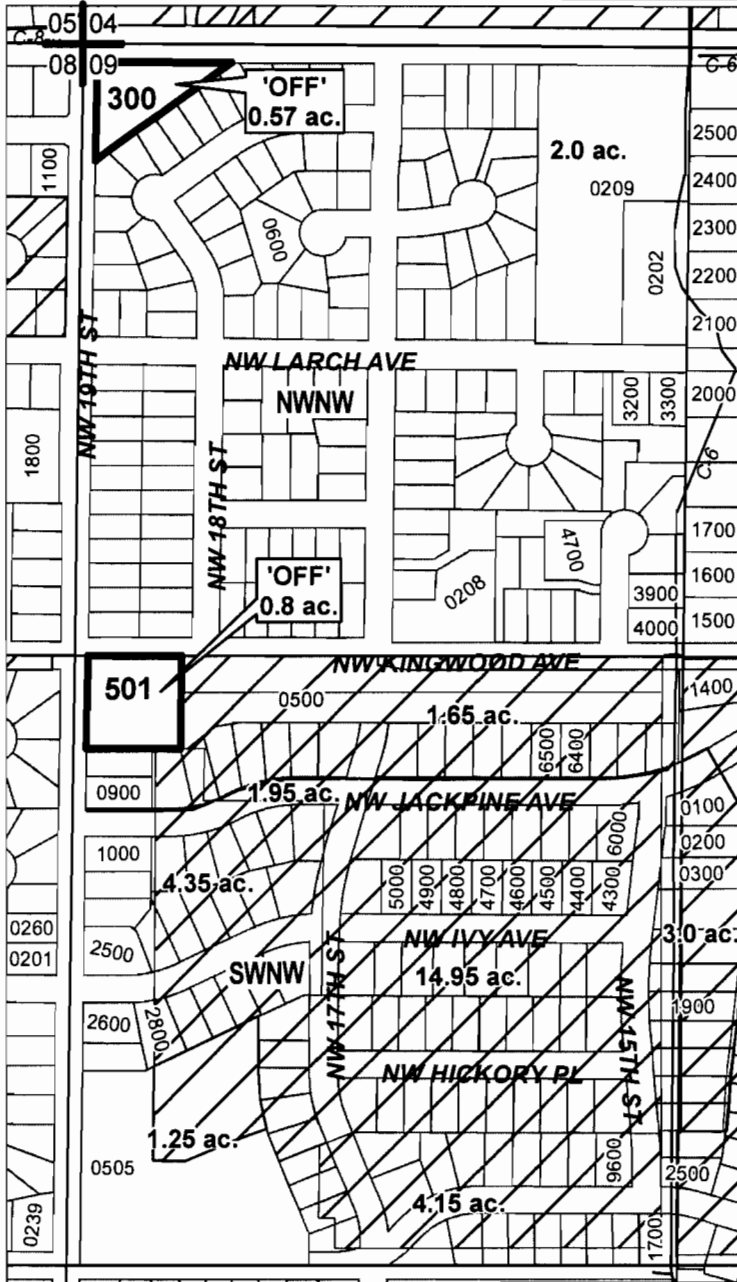 05 04
C-8
08 09
300
'OFF'
0.57 ac.
C-6
2500
1100
2.0 ac.
0209
2400
2300
0600
0202
2200
2100
NW 19TH ST
NW LARCH AVE
NWNW
3200
3300
2000
1800
C-6
NW 18TH ST
4700
1700
'OFF'
0.8 ac.
0208
1600
3900
1500
4000
NW KINGWOOD AVE
501
0500
1400
1.65 ac.
6500
6400
0900
1.95 ac.
NW JACKPINE AVE
0100
6000
0200
1000
0300
4.35 ac.
5000
4900
4800
4700
4600
4500
4400
4300
0260
0201
2500
NW IVY AVE
3.0 ac.
SWNW
14.95 ac.
NW 17TH ST
NW 15TH ST
1900
2600
2800
NW HICKORY PL
1.25 ac.
0505
9600
2500
4.15 ac.
0239
1700